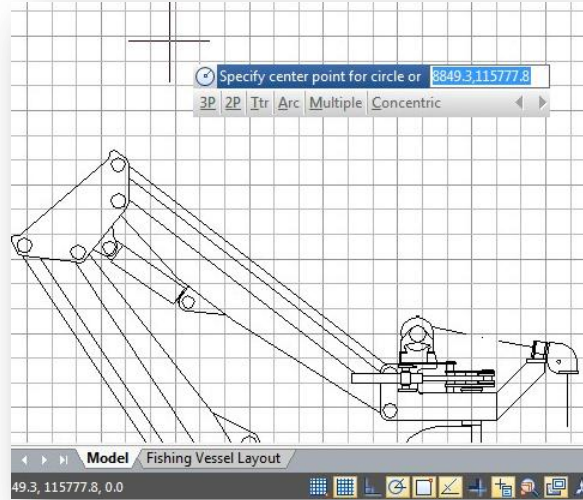 Specify center point for circle or 8849.3,115777.8
3P 2P Ttr Arc Multiple Concentric
Model Fishing Vessel Layout
49.3, 115777.8, 0.0